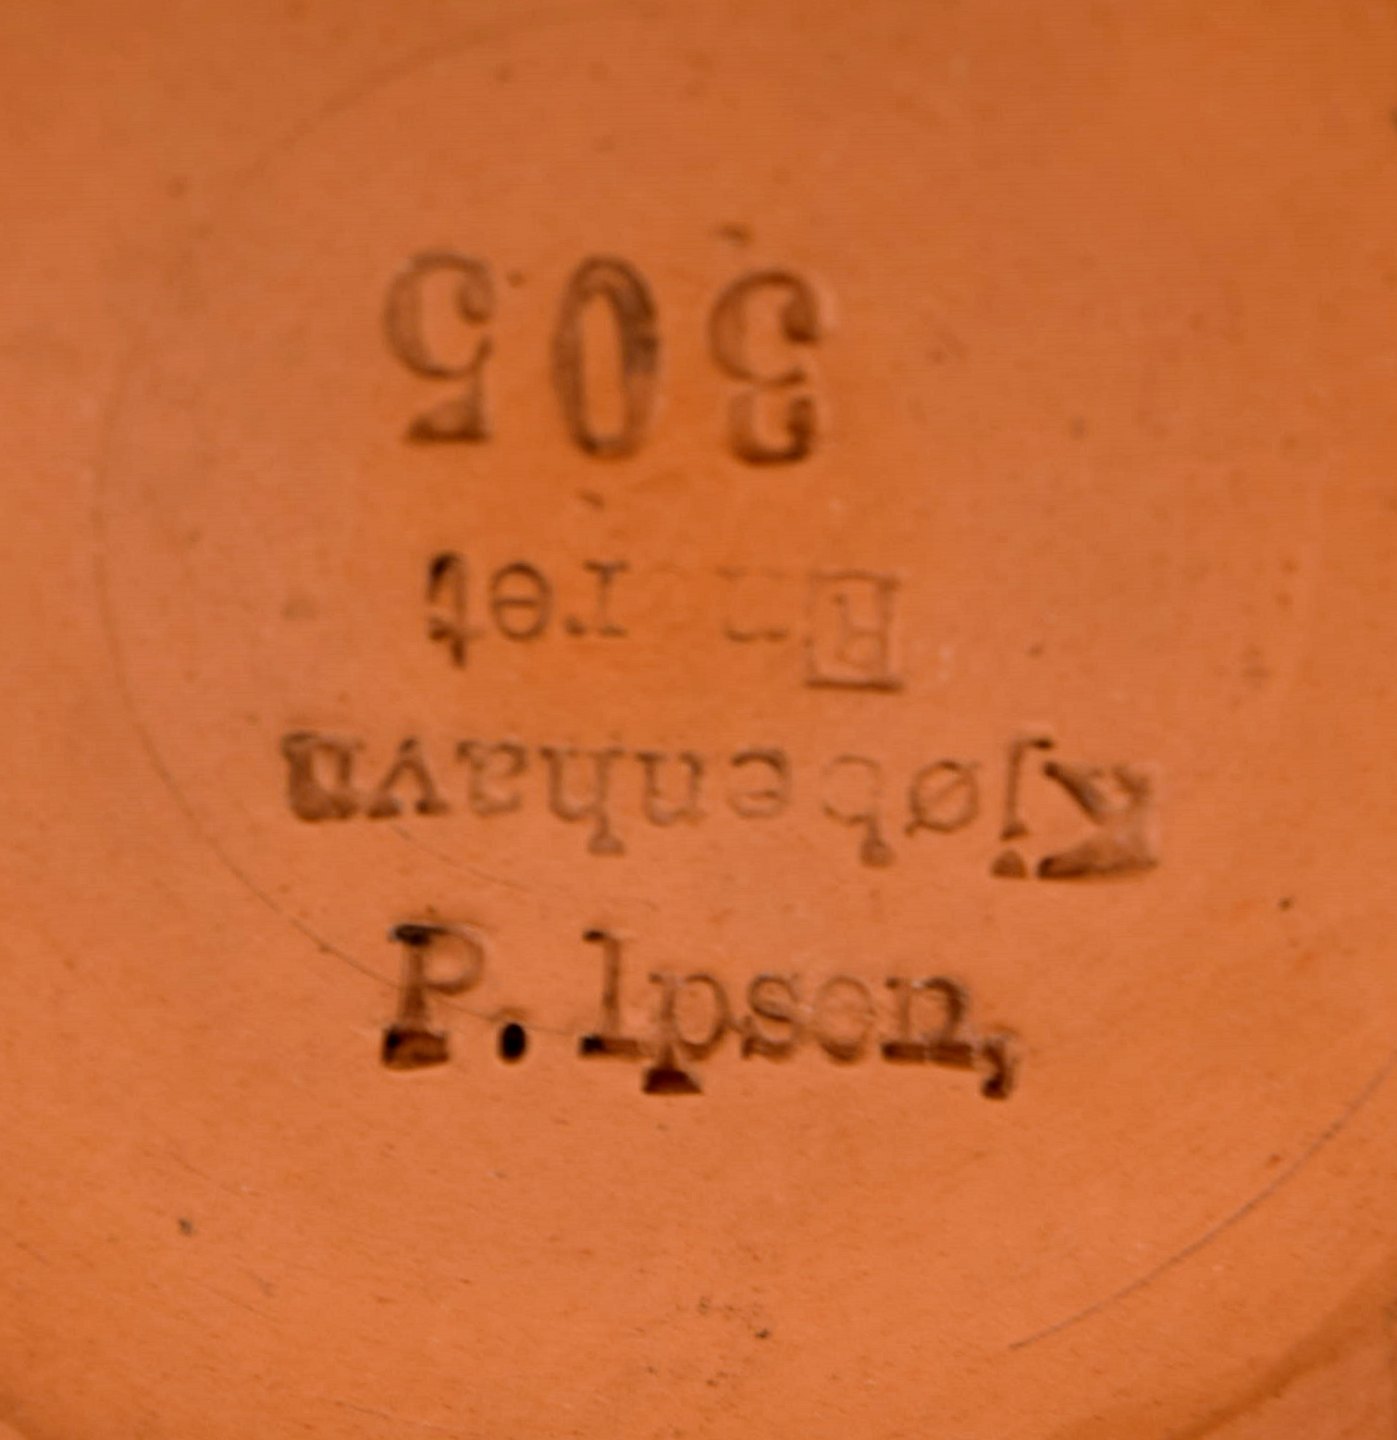 P. Ipsen,
Kjøbenhavn
Eneret
305